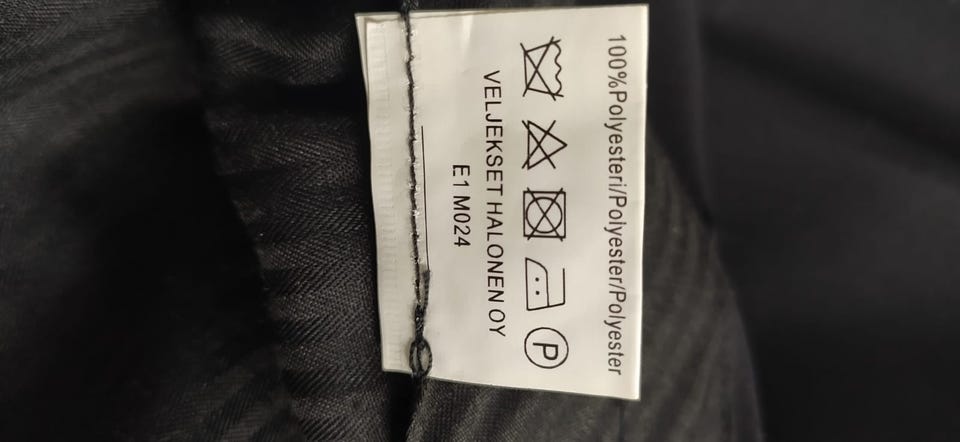 100%Polyesteri/Polyester/Polyester
P
VELJEKSET HALONEN OY
E1 M024